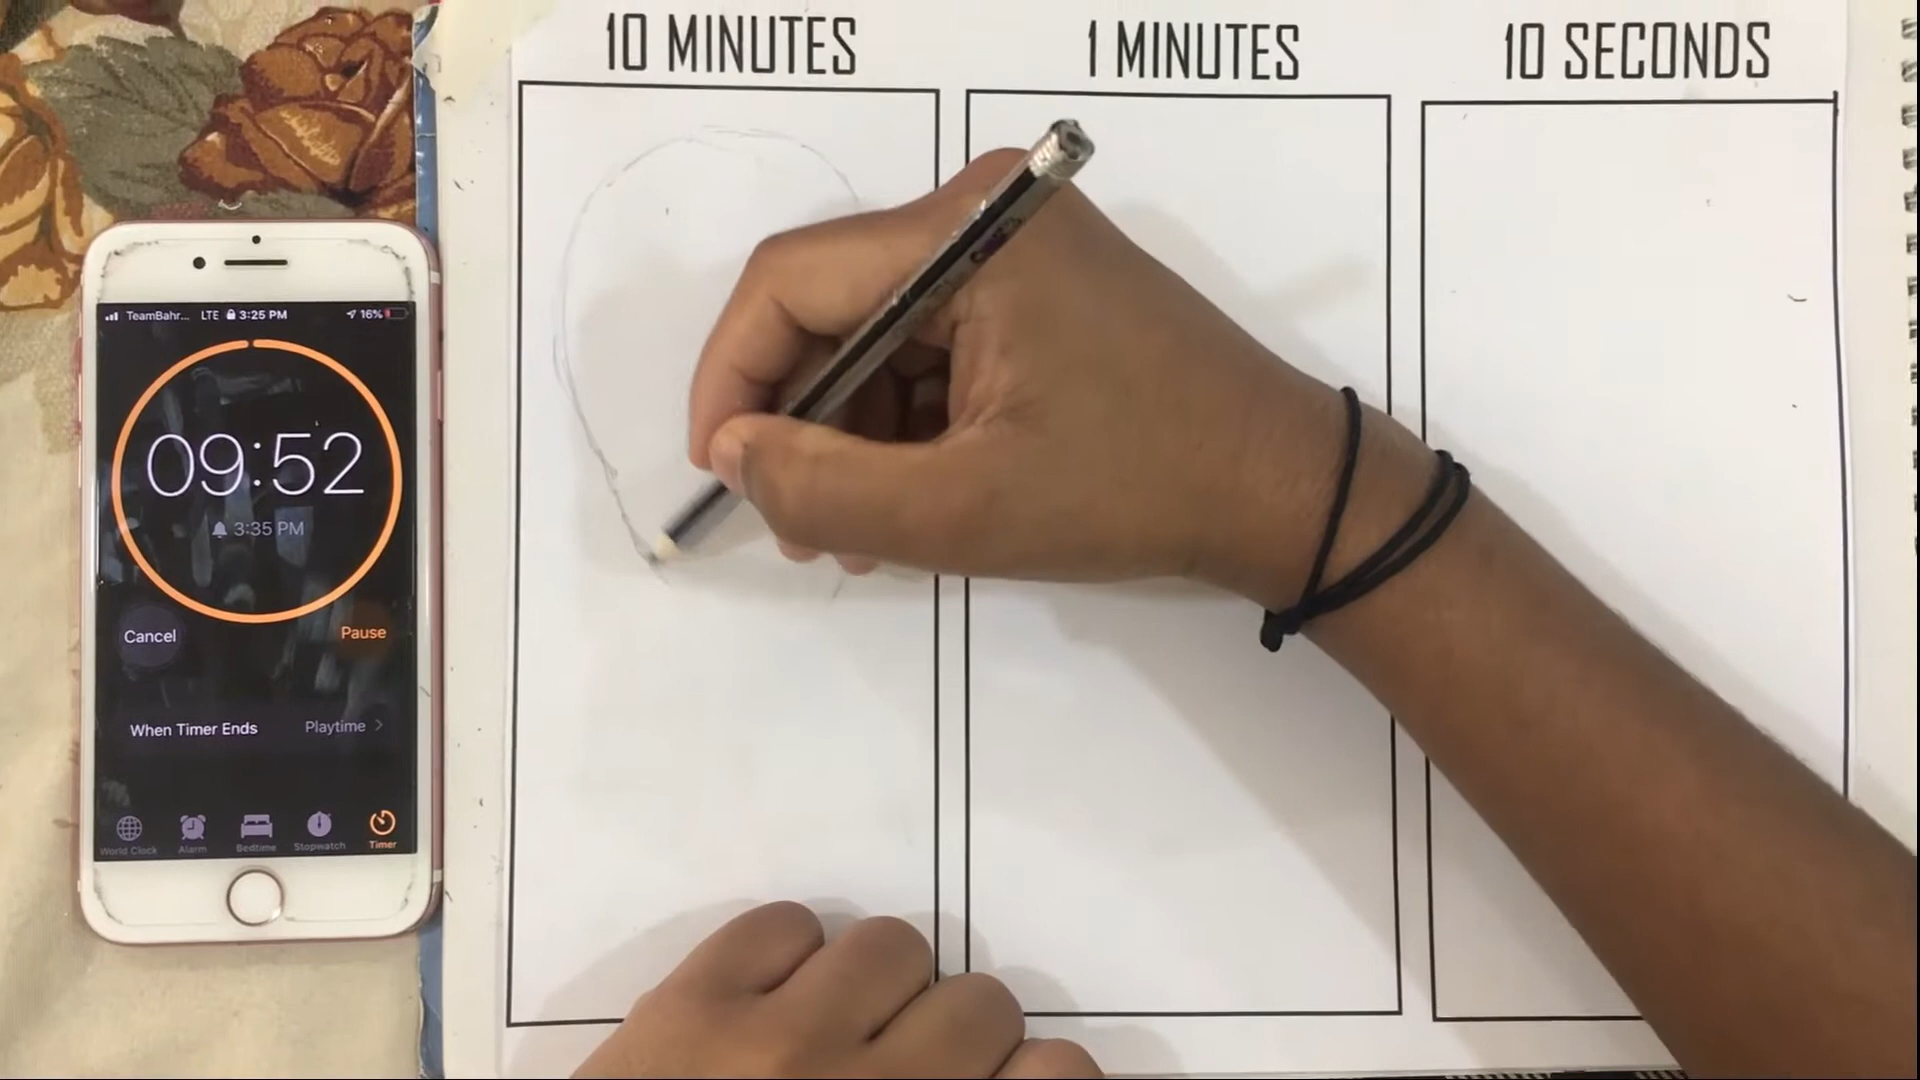 10 MINUTES
1 MINUTES
10 SECONDS
TeamBahr... LTE 3:25 PM 16%
09:52
3:35 PM
Cancel
Pause
When Timer Ends Playtime
World Clock Alarm Bedtime Stopwatch Timer